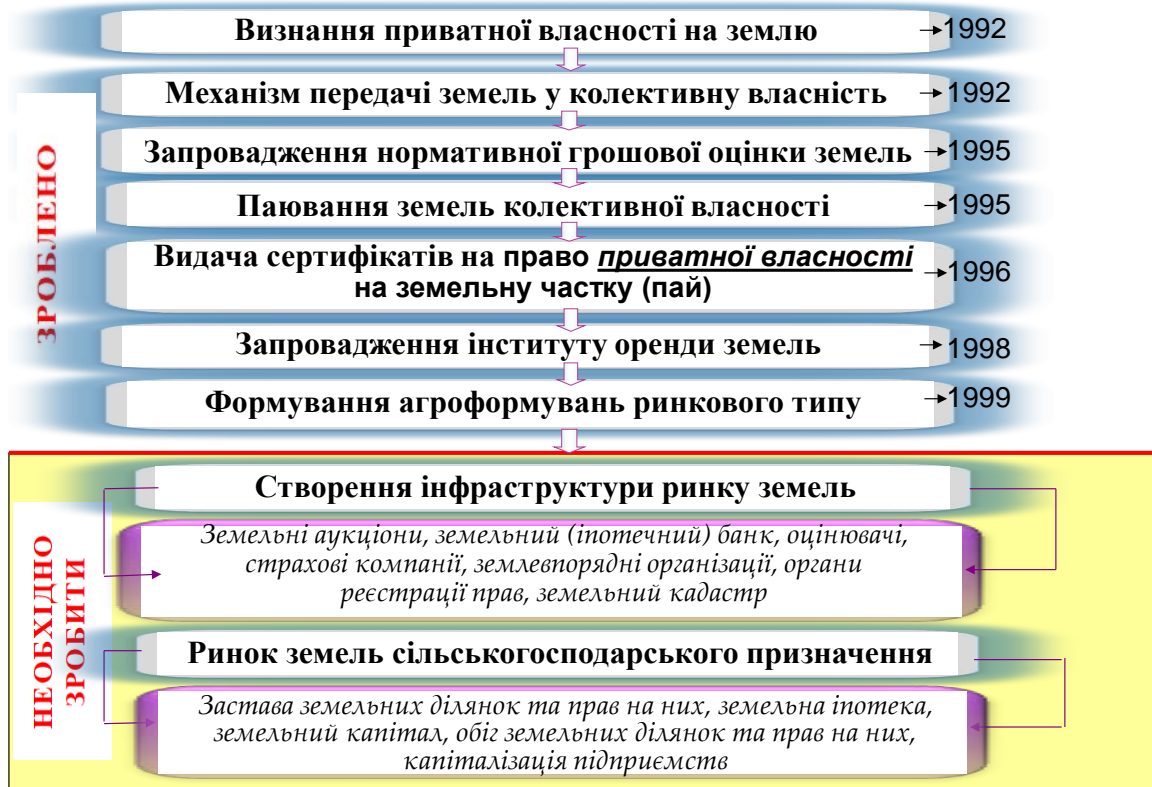 Визнання приватної власності на землю
1992
Механізм передачі земель у колективну власність
1992
Запровадження нормативної грошової оцінки земель
1995
Паювання земель колективної власності
1995
Видача сертифікатів на право приватної власності
на земельну частку (пай)
1996
Запровадження інституту оренди земель
1998
Формування агроформувань ринкового типу
1999
ЗРОБЛЕНО
Створення інфраструктури ринку земель
Земельні аукціони, земельний (іпотечний) банк, оцінювачі,
страхові компанії, землевпорядні організації, органи
реєстрації прав, земельний кадастр
Ринок земель сільськогосподарського призначення
Застава земельних ділянок та прав на них, земельна іпотека,
земельний капітал, обіг земельних ділянок та прав на них,
капіталізація підприємств
НЕОБХІДНО
ЗРОБИТИ